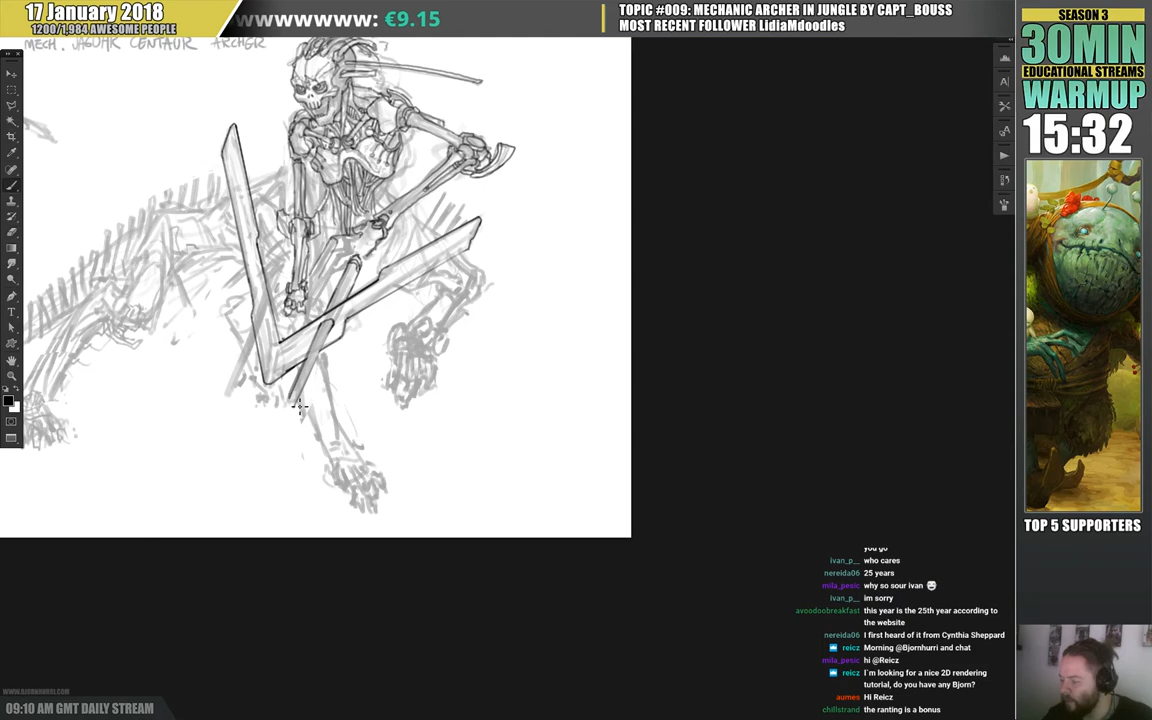 17 January 2018
1200/1,984 AWESOME PEOPLE
wwwwwwww: €9.15
TOPIC #009: MECHANIC ARCHER IN JUNGLE BY CAPT_BOUSS
MOST RECENT FOLLOWER LidiaMdoodles
SEASON 3
30MIN
EDUCATIONAL STREAMS
WARMUP
15:32
MECH. JAGUAR CENTAUR ARCHER
TOP 5 SUPPORTERS
you go
ivan_p__ who cares
nereida06 25 years
mila_pesic why so sour ivan
ivan_p__ im sorry
avoodoobreakfast this year is the 25th year according to
the website
nereida06 I first heard of it from Cynthia Sheppard
reicz Morning @Bjornhurri and chat
mila_pesic hi @Reicz
reicz I`m looking for a nice 2D rendering
tutorial, do you have any Bjorn?
aumes Hi Reicz
chillstrand the ranting is a bonus
WWW.BJORNHURRI.COM
09:10 AM GMT DAILY STREAM